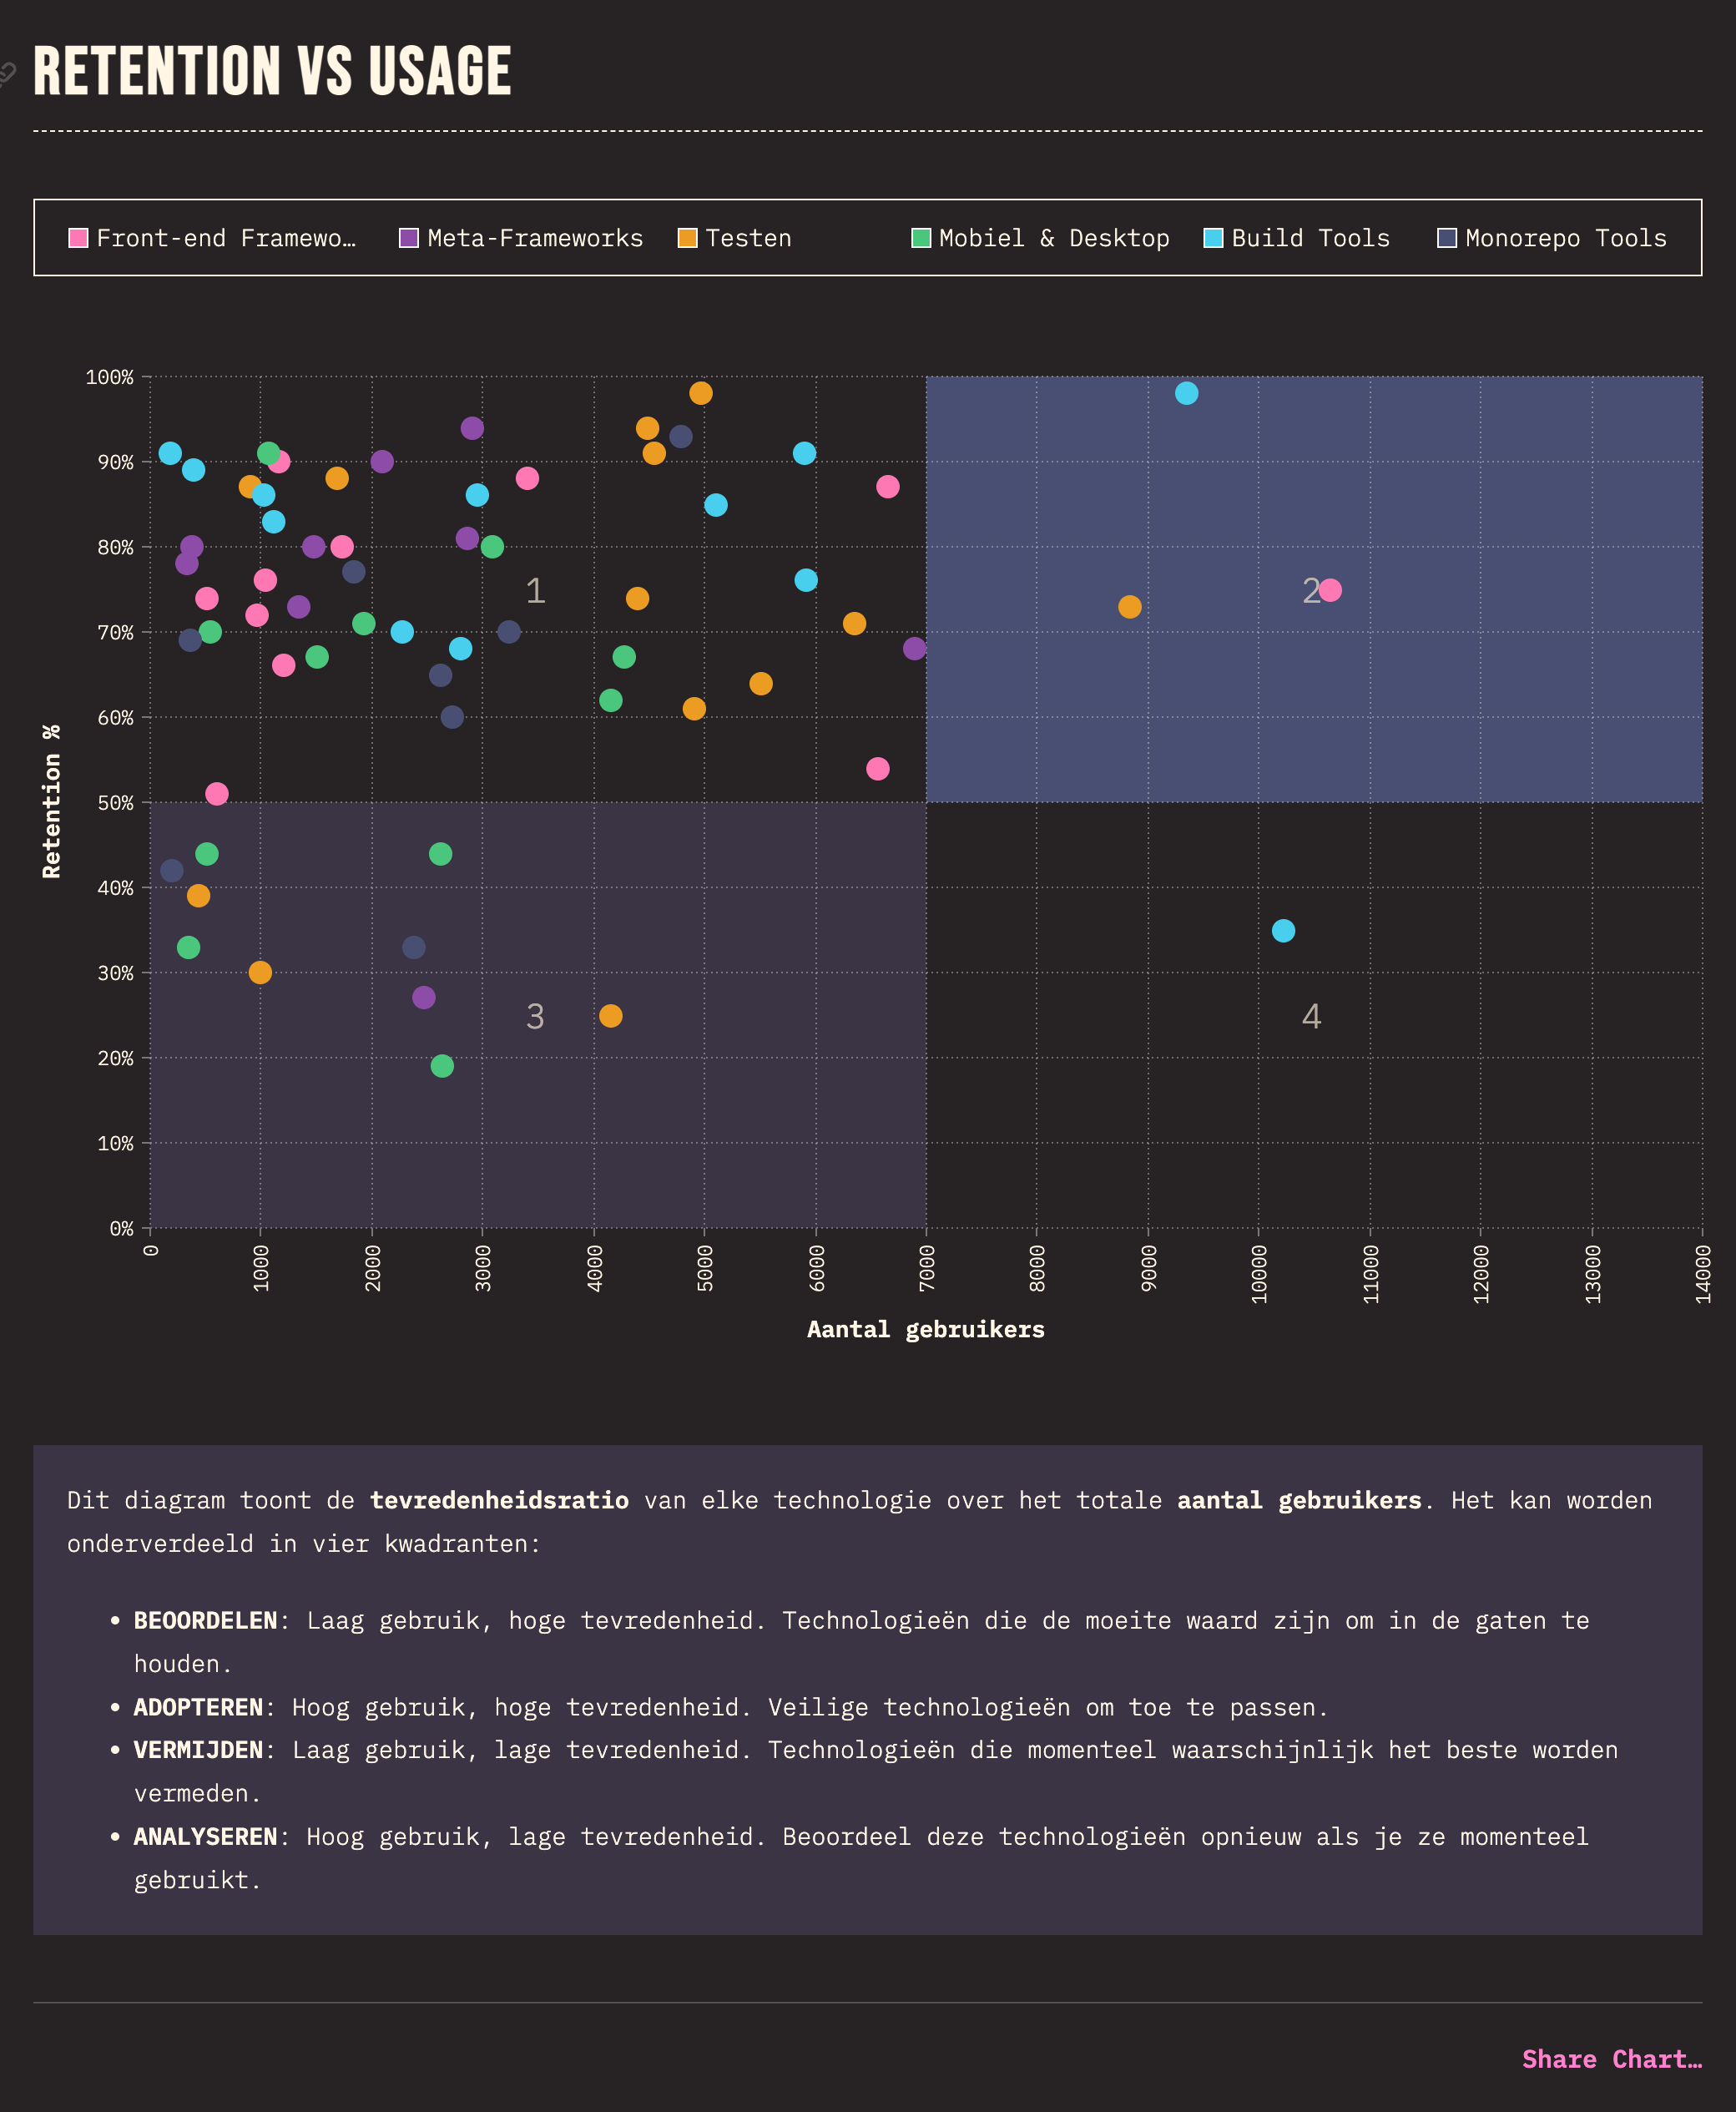 RETENTION VS USAGE
Front-end Framewo…
Meta-Frameworks
Testen
Mobiel & Desktop
Build Tools
Monorepo Tools
100%
90%
80%
70%
60%
50%
40%
30%
20%
10%
0%
Retention %
1
2
3
4
0
1000
2000
3000
4000
5000
6000
7000
8000
9000
10000
11000
12000
13000
14000
Aantal gebruikers
Dit diagram toont de tevredenheidsratio van elke technologie over het totale aantal gebruikers. Het kan worden
onderverdeeld in vier kwadranten:
• BEOORDELEN: Laag gebruik, hoge tevredenheid. Technologieën die de moeite waard zijn om in de gaten te
houden.
• ADOPTEREN: Hoog gebruik, hoge tevredenheid. Veilige technologieën om toe te passen.
• VERMIJDEN: Laag gebruik, lage tevredenheid. Technologieën die momenteel waarschijnlijk het beste worden
vermeden.
• ANALYSEREN: Hoog gebruik, lage tevredenheid. Beoordeel deze technologieën opnieuw als je ze momenteel
gebruikt.
Share Chart…